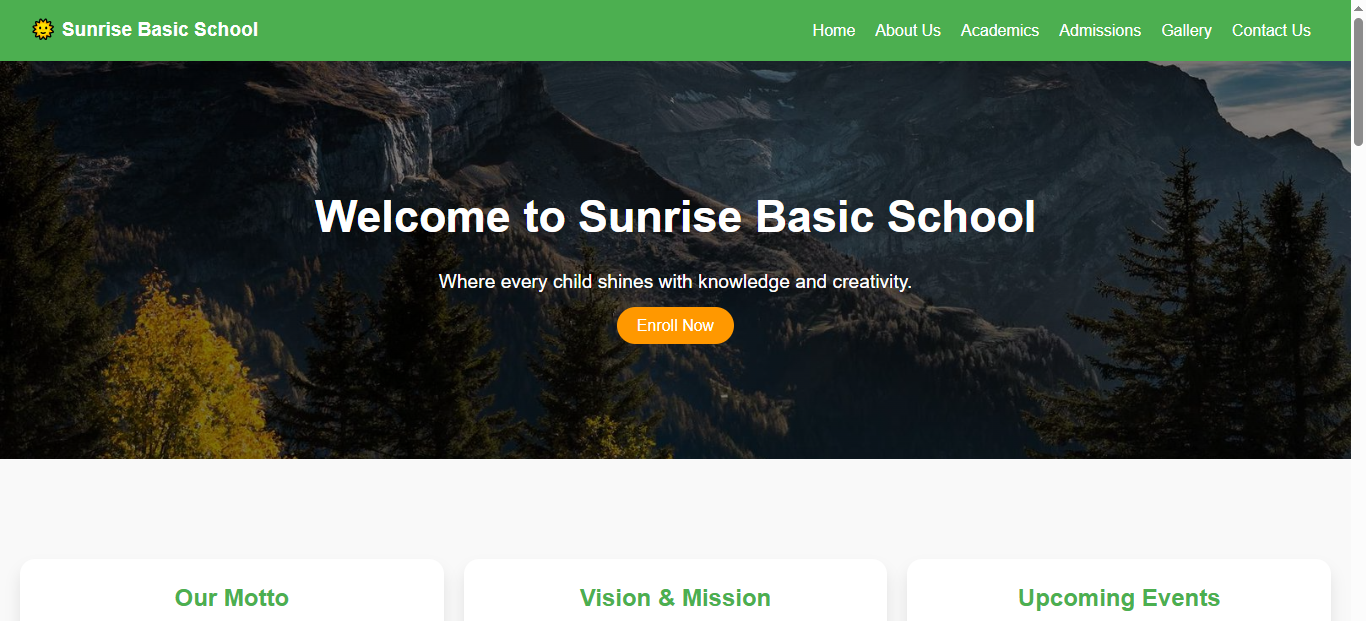 🌞 Sunrise Basic School
Home About Us Academics Admissions Gallery Contact Us
Welcome to Sunrise Basic School
Where every child shines with knowledge and creativity.
Enroll Now
Our Motto
Vision & Mission
Upcoming Events